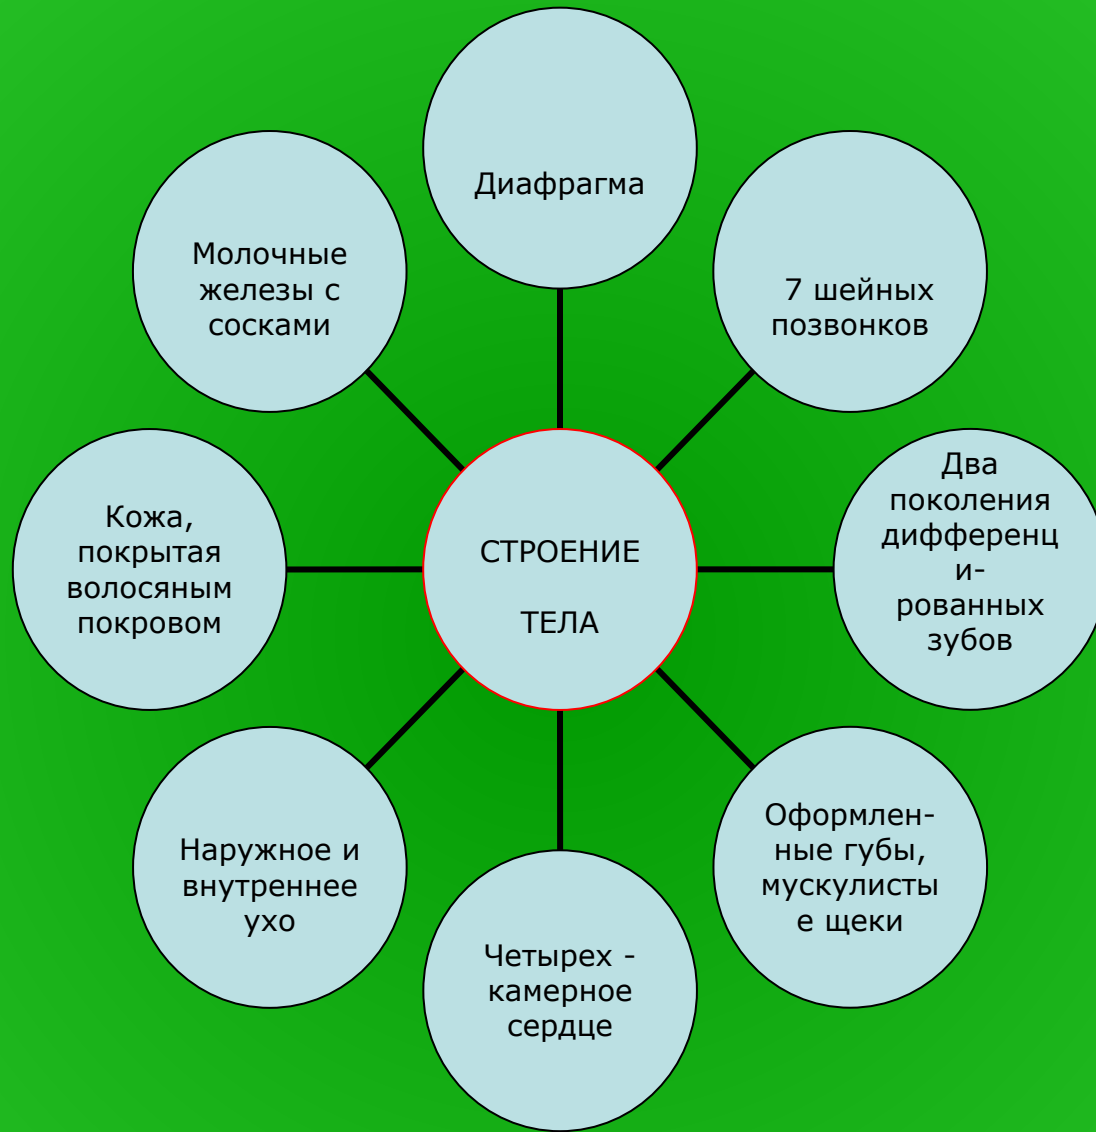 Диафрагма
7 шейных
позвонков
Два
поколения
дифференц
и-
рованных
зубов
Оформлен-
ные губы,
мускулисты
е щеки
Четырех -
камерное
сердце
Наружное и
внутреннее
ухо
Кожа,
покрытая
волосяным
покровом
Молочные
железы с
сосками
СТРОЕНИЕ
ТЕЛА